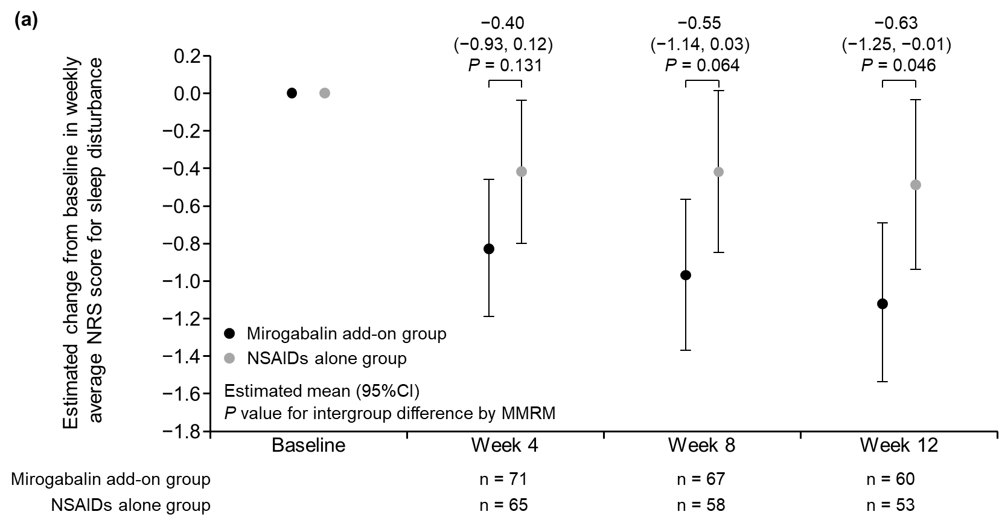 (a)
−0.40
(−0.93, 0.12)
P = 0.131
−0.55
(−1.14, 0.03)
P = 0.064
−0.63
(−1.25, −0.01)
P = 0.046
Estimated change from baseline in weekly
average NRS score for sleep disturbance
0.2
0.0
−0.2
−0.4
−0.6
−0.8
−1.0
−1.2
−1.4
−1.6
−1.8
Mirogabalin add-on group
NSAIDs alone group
Estimated mean (95%CI)
P value for intergroup difference by MMRM
Baseline Week 4 Week 8 Week 12
Mirogabalin add-on group n = 71 n = 67 n = 60
NSAIDs alone group n = 65 n = 58 n = 53